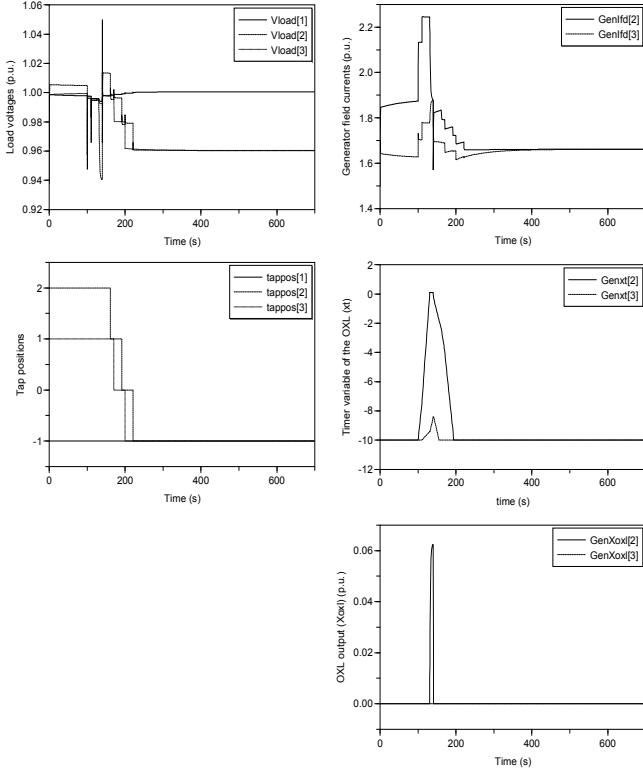 1.06
1.04
1.02
1.00
0.98
0.96
0.94
0.92
Load voltages (p.u.)
Vload[1]
Vload[2]
Vload[3]
0 200 400 600
Time (s)
2.2
2.0
1.8
1.6
1.4
Generator field currents (p.u.)
GenIfd[2]
GenIfd[3]
0 200 400 600
Time (s)
2
1
0
-1
Tap positions
tappos[1]
tappos[2]
tappos[3]
0 200 400 600
Time (s)
2
0
-2
-4
-6
-8
-10
-12
Timer variable of the OXL (xt)
Genxt[2]
Genxt[3]
0 200 400 600
time (s)
0.06
0.04
0.02
0.00
OXL output (Xoxl) (p.u.)
GenXoxl[2]
GenXoxl[3]
0 200 400 600
Time (s)